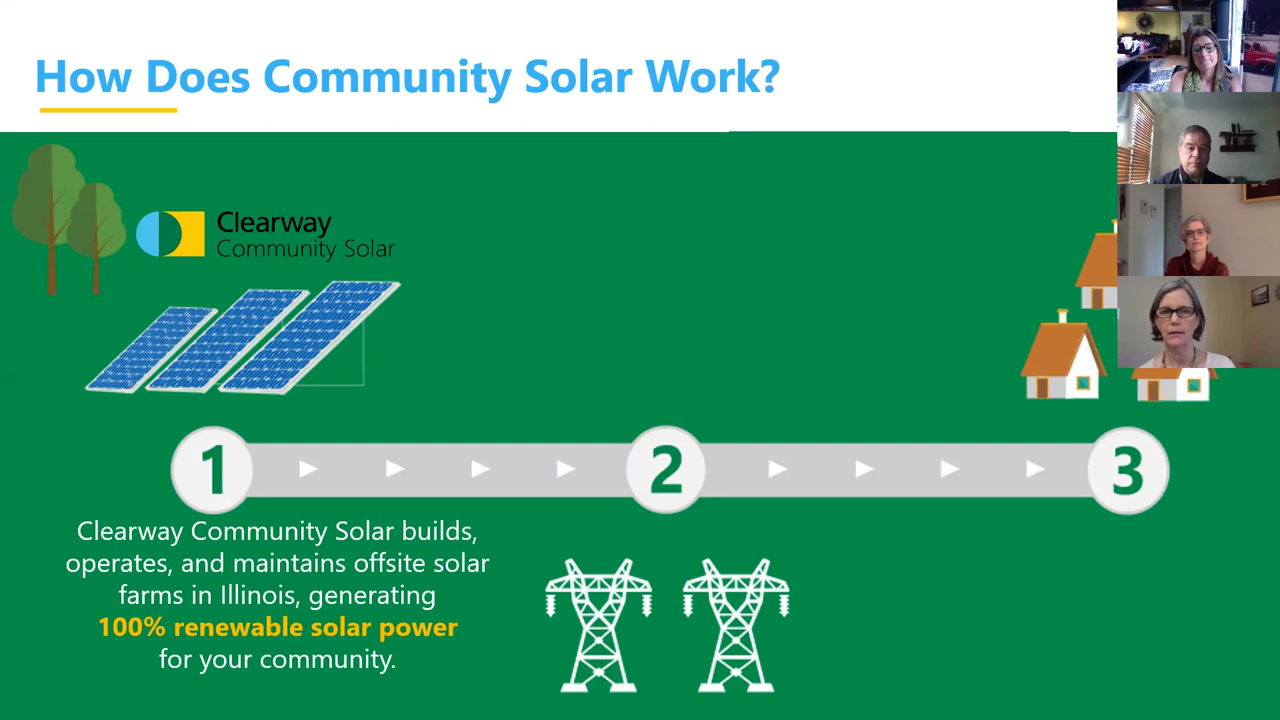 How Does Community Solar Work?
Clearway
Community Solar
1
2
3
Clearway Community Solar builds,
operates, and maintains offsite solar
farms in Illinois, generating
100% renewable solar power
for your community.